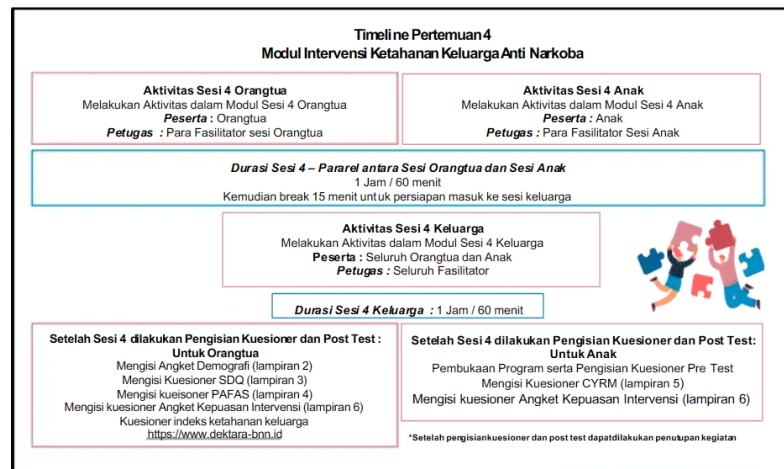 Timeline Pertemuan 4
Modul Intervensi Ketahanan Keluarga Anti Narkoba
Aktivitas Sesi 4 Orangtua
Melakukan Aktivitas dalam Modul Sesi 4 Orangtua
Peserta : Orangtua
Petugas : Para Fasilitator sesi Orangtua
Aktivitas Sesi 4 Anak
Melakukan Aktivitas dalam Modul Sesi 4 Anak
Peserta : Anak
Petugas : Para Fasilitator Sesi Anak
Durasi Sesi 4 – Pararel antara Sesi Orangtua dan Sesi Anak
1 Jam / 60 menit
Kemudian break 15 menit untuk persiapan masuk ke sesi keluarga
Aktivitas Sesi 4 Keluarga
Melakukan Aktivitas dalam Modul Sesi 4 Keluarga
Peserta : Seluruh Orangtua dan Anak
Petugas : Seluruh Fasilitator
Durasi Sesi 4 Keluarga : 1 Jam / 60 menit
Setelah Sesi 4 dilakukan Pengisian Kuesioner dan Post Test :
Untuk Orangtua
Mengisi Angket Demografi (lampiran 2)
Mengisi Kuesioner SDQ (lampiran 3)
Mengisi kueisoner PAFAS (lampiran 4)
Mengisi kuesioner Angket Kepuasan Intervensi (lampiran 6)
Kuesioner indeks ketahanan keluarga
https://www.dektara-bnn.id
Setelah Sesi 4 dilakukan Pengisian Kuesioner dan Post Test:
Untuk Anak
Pembukaan Program serta Pengisian Kuesioner Pre Test
Mengisi Kuesioner CYRM (lampiran 5)
Mengisi kuesioner Angket Kepuasan Intervensi (lampiran 6)
*Setelah pengisiankuesioner dan post test dapatdilakukan penutupan kegiatan